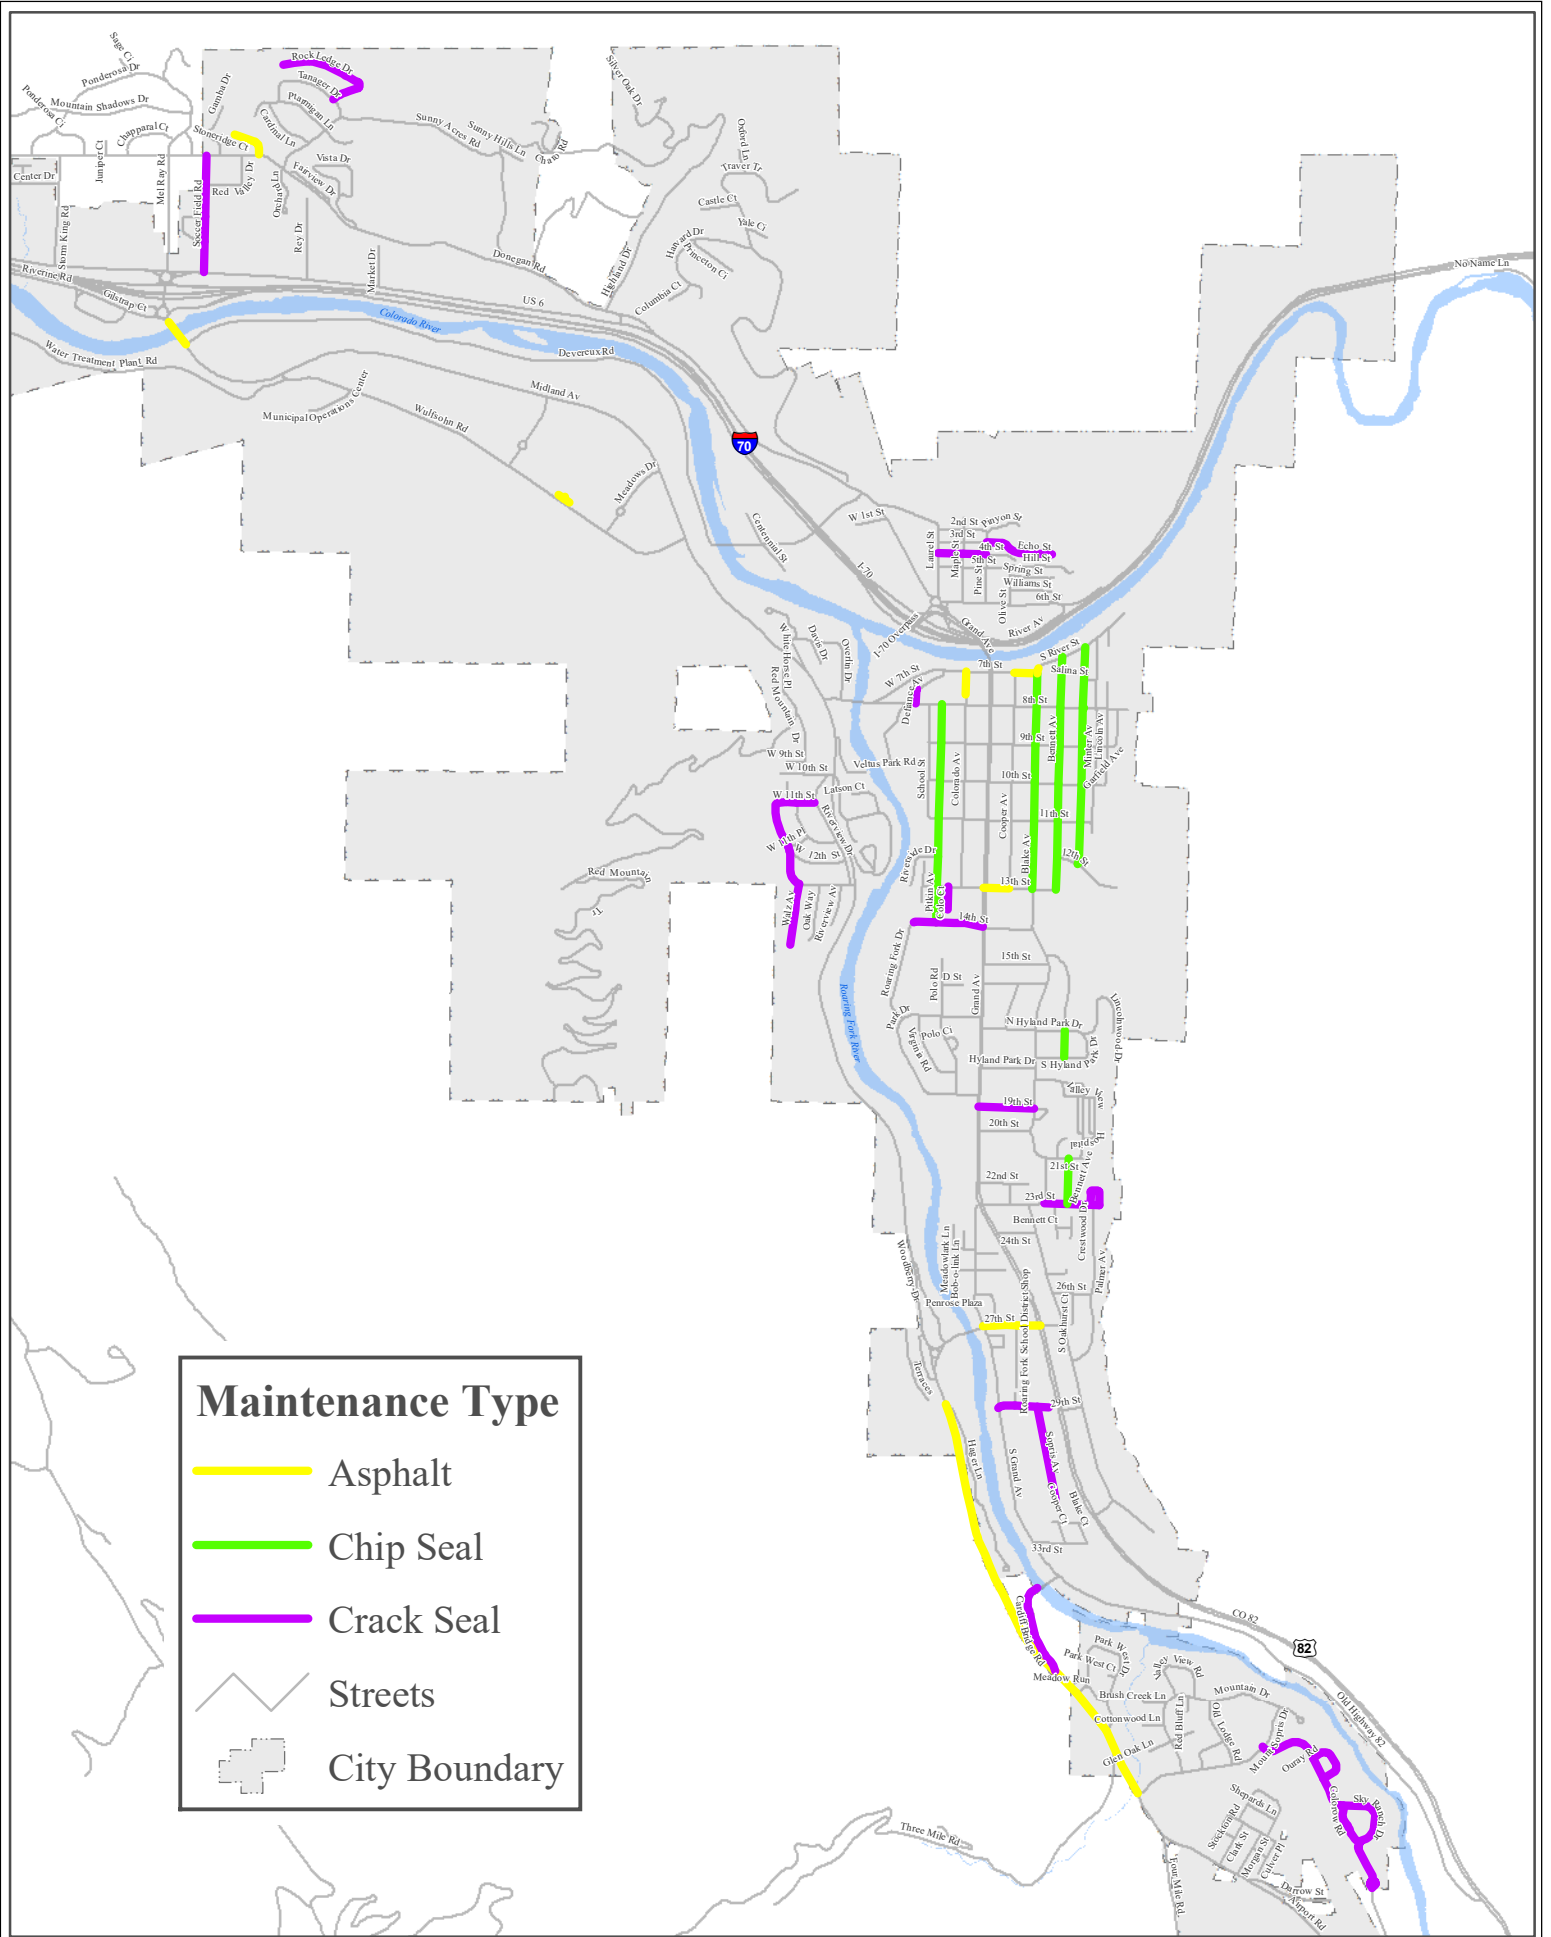 Sage Ci
Ponderosa Dr
Ponderosa Ci
Mountain Shadows Dr
Chapparal Ct
Juniper Ct
Center Dr
Storm King Rd
Mel Ray Rd
Soccer Field Rd
Gamba Dr
Stoneridge Ct
Rock Ledge Dr
Tanager Dr
Ptarmigan Ln
Cardinal Ln
Vista Dr
Fairview Dr
Red Valley Dr
Orchard Ln
Rey Dr
Market Dr
Sunny Acres Rd
Sunny Hills Ln
Silver Oak Dr
Oxford Ln
Traver Tr
Castle Ct
Yale Ci
Harvard Dr
Princeton Ci
Columbia Ct
Highland Dr
Donegan Rd
US 6
Riverine Rd
Gilstrap Ct
Colorado River
Devereux Rd
Water Treatment Plant Rd
Municipal Operations Center
Midland Av
Wulfsohn Rd
Meadows Dr
70
No Name Ln
W 1st St
Centennial St
I-70
2nd St
Pinyon St
3rd St
4th St
Echo St
Hill St
5th St
Spring St
Williams St
6th St
Laurel St
Maple St
Pine St
Olive St
River Av
Grand Ave
I-70 Overpass
S River St
7th St
W 7th St
Salina St
8th St
9th St
10th St
11th St
12th St
13th St
14th St
15th St
Defiance Av
White Horse Pl
Red Mountain Dr
Davis Dr
Overlin Dr
W 9th St
W 10th St
Veltus Park Rd
Latson Ct
W 11th St
W 11th Pl
W 12th St
Riverview Dr
Walz Av
Oak Way
Riverview Av
School St
Colorado Av
Cooper Av
Blake Av
Bennett Av
Minter Av
Lincoln Av
Garfield Ave
Riverside Dr
Pitkin Av
Colo Ct
Red Mountain
Tr
Roaring Fork Dr
Roaring Fork River
Polo Rd
D St
Grand Av
Park Dr
Polo Ci
Virginia Rd
N Hyland Park Dr
Hyland Park Dr
S Hyland Park Dr
Lincolnwood Dr
Valley View
Hospital
19th St
20th St
21st St
22nd St
23rd St
Bennett Ave
Bennett Ct
24th St
Crestwood Dr
Palmer Av
26th St
S Oakhurst Ct
Meadowlark Ln
Bob-o-link Ln
Woodberry Dr
Penrose Plaza
27th St
Roaring Fork School District Shop
Terraces
29th St
Hager Ln
S Grand Av
Sopris Av
Cooper Ct
Blake Ct
33rd St
Cardiff Bridge Rd
CO 82
82
Meadow Run
Park West Dr
Park West Ct
Valley View Rd
Brush Creek Ln
Cottonwood Ln
Glen Oak Ln
Red Bluff Ln
Old Lodge Rd
Mountain Dr
Mount Sopris Dr
Ouray Rd
Old Highway 82
Colorow Rd
Sky Ranch Dr
Shepards Ln
Stockton Rd
Clark St
Morgan St
Culver Pl
Darrow St
Airport Rd
Four Mile Rd
Three Mile Rd
Maintenance Type
Asphalt
Chip Seal
Crack Seal
Streets
City Boundary